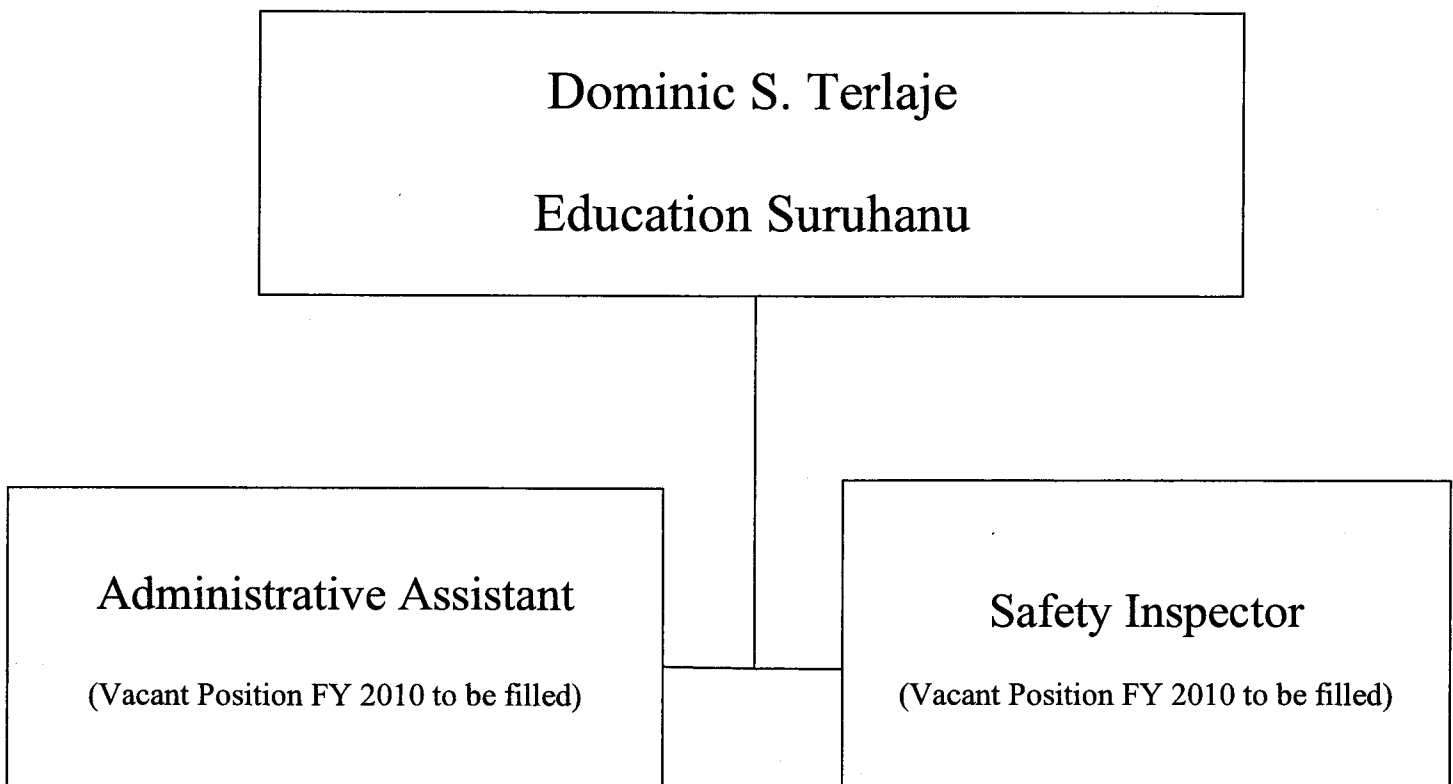 Dominic S. Terlaje
Education Suruhanu
Administrative Assistant
(Vacant Position FY 2010 to be filled)
Safety Inspector
(Vacant Position FY 2010 to be filled)